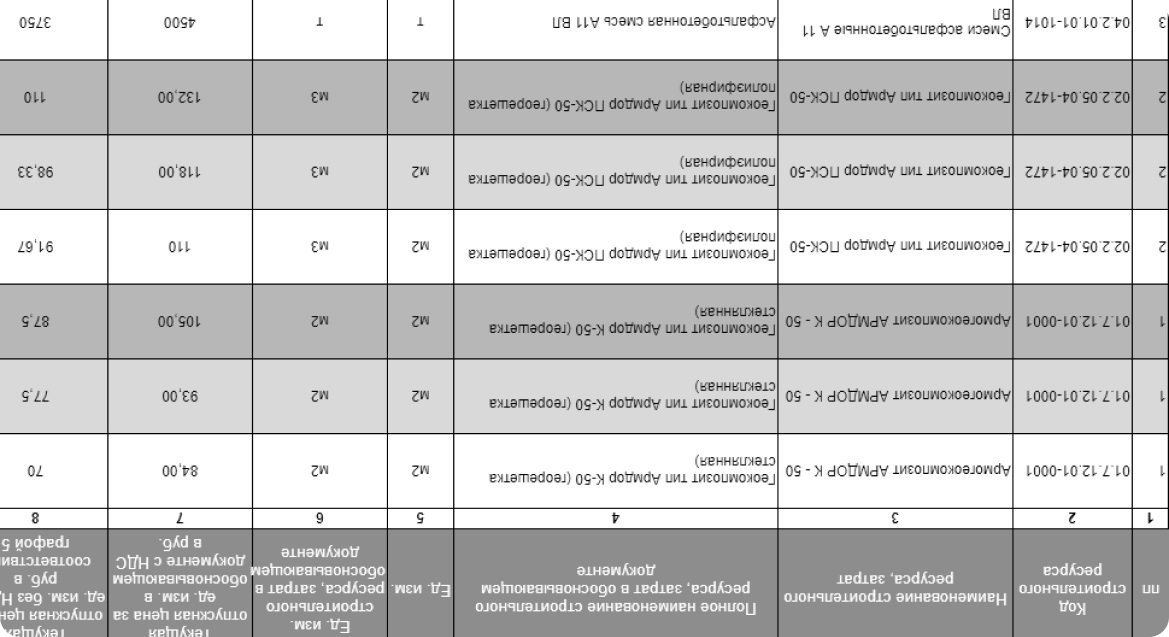 пп
Код
строительного
ресурса
Наименование строительного
ресурса, затрат
Полное наименование строительного
ресурса, затрат в обосновывающем
документе
Ед. изм.
Ед. изм.
строительного
ресурса, затрат в
обосновывающем
документе
Текущая
отпускная цена за
ед. изм. в
обосновывающем
документе с НДС
в руб.
Текущая
отпускная цен
ед. изм. без Н
руб. в
соответстви
графой 5
1 2 3 4 5 6 7 8
1 01.7.12.01-0001 Армогеокомпозит АРМДОР К - 50 Геокомпозит тип Армдор К-50 (георешетка
стеклянная) м2 м2 84,00 70
1 01.7.12.01-0001 Армогеокомпозит АРМДОР К - 50 Геокомпозит тип Армдор К-50 (георешетка
стеклянная) м2 м2 93,00 77,5
1 01.7.12.01-0001 Армогеокомпозит АРМДОР К - 50 Геокомпозит тип Армдор К-50 (георешетка
стеклянная) м2 м2 105,00 87,5
2 02.2.05.04-1472 Геокомпозит тип Армдор ПСК-50 Геокомпозит тип Армдор ПСК-50 (георешетка
полиэфирная) м2 м3 110 91,67
2 02.2.05.04-1472 Геокомпозит тип Армдор ПСК-50 Геокомпозит тип Армдор ПСК-50 (георешетка
полиэфирная) м2 м3 118,00 98,33
2 02.2.05.04-1472 Геокомпозит тип Армдор ПСК-50 Геокомпозит тип Армдор ПСК-50 (георешетка
полиэфирная) м2 м3 132,00 110
3 04.2.01.01-1014 Смеси асфальтобетонные А 11
ВЛ Асфальтобетонная смесь А11 ВЛ т т 4500 3750